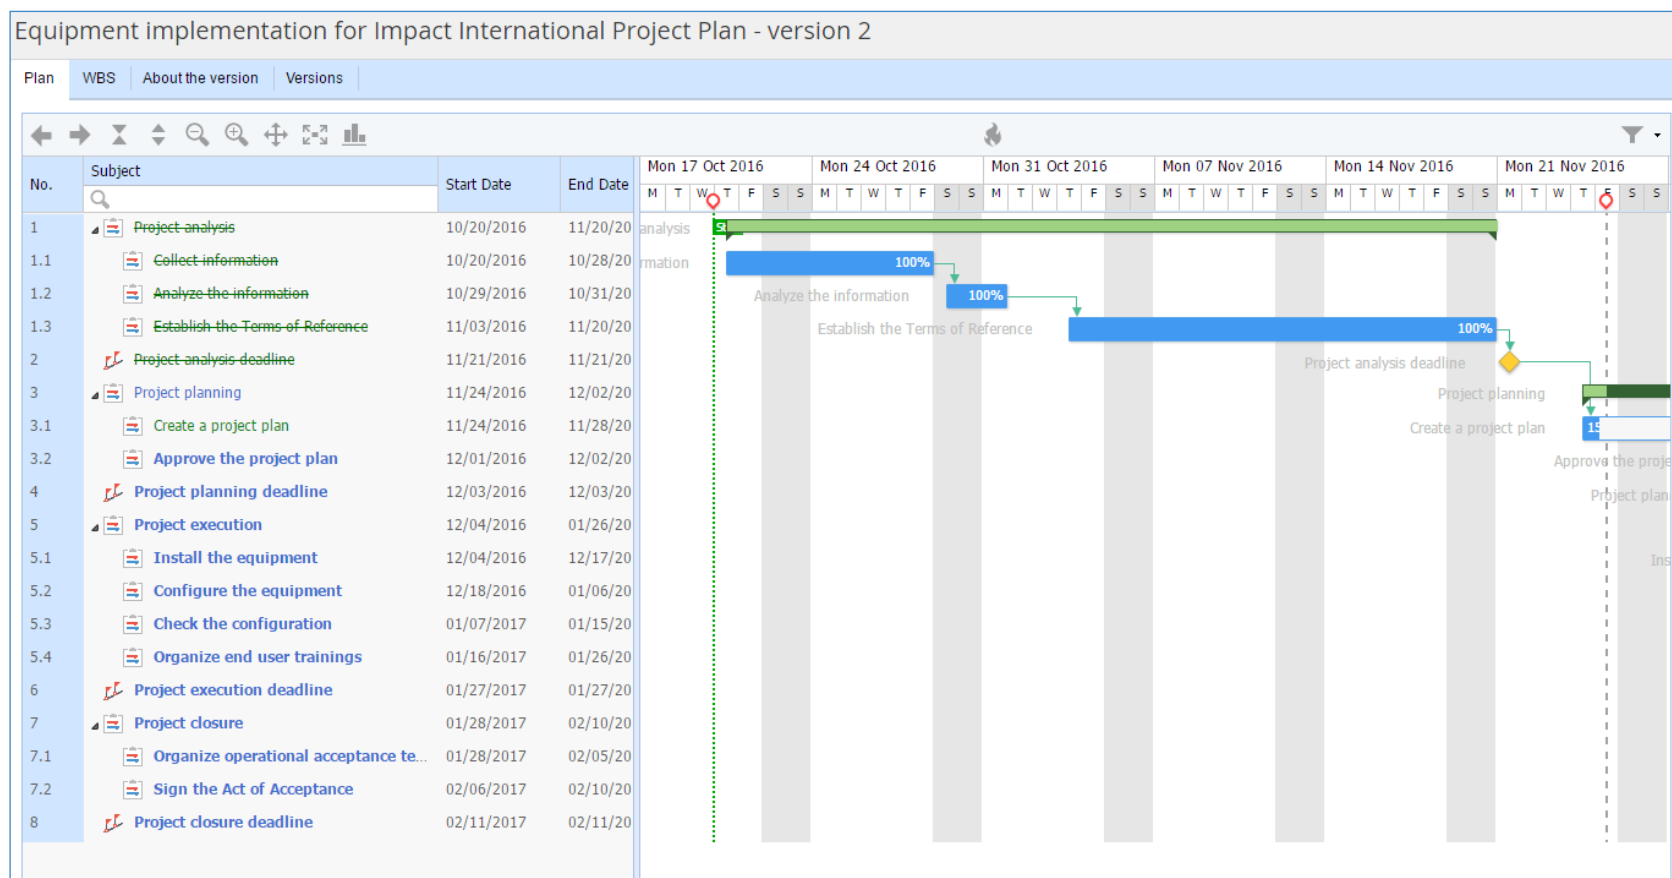 Equipment implementation for Impact International Project Plan - version 2
Plan WBS About the version Versions
No. Subject Start Date End Date
Mon 17 Oct 2016 Mon 24 Oct 2016 Mon 31 Oct 2016 Mon 07 Nov 2016 Mon 14 Nov 2016 Mon 21 Nov 2016
M T W T F S S M T W T F S S M T W T F S S M T W T F S S M T W T F S S M T W T F S S
1 Project analysis 10/20/2016 11/20/20 analysis
1.1 Collect information 10/20/2016 10/28/20 rmation 100%
1.2 Analyze the information 10/29/2016 10/31/20 Analyze the information 100%
1.3 Establish the Terms of Reference 11/03/2016 11/20/20 Establish the Terms of Reference 100%
2 Project analysis deadline 11/21/2016 11/21/20 Project analysis deadline
3 Project planning 11/24/2016 12/02/20 Project planning
3.1 Create a project plan 11/24/2016 11/28/20 Create a project plan 15
3.2 Approve the project plan 12/01/2016 12/02/20 Approve the proje
4 Project planning deadline 12/03/2016 12/03/20 Project plan
5 Project execution 12/04/2016 01/26/20
5.1 Install the equipment 12/04/2016 12/17/20 Ins
5.2 Configure the equipment 12/18/2016 01/06/20
5.3 Check the configuration 01/07/2017 01/15/20
5.4 Organize end user trainings 01/16/2017 01/26/20
6 Project execution deadline 01/27/2017 01/27/20
7 Project closure 01/28/2017 02/10/20
7.1 Organize operational acceptance te... 01/28/2017 02/05/20
7.2 Sign the Act of Acceptance 02/06/2017 02/10/20
8 Project closure deadline 02/11/2017 02/11/20